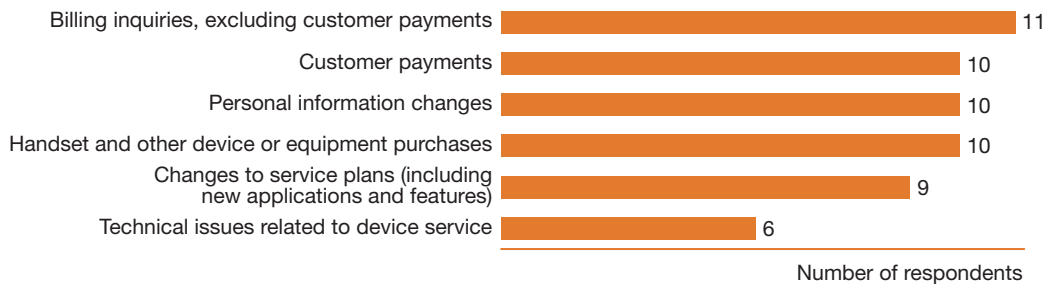 Billing inquiries, excluding customer payments 11
Customer payments 10
Personal information changes 10
Handset and other device or equipment purchases 10
Changes to service plans (including
new applications and features) 9
Technical issues related to device service 6
Number of respondents